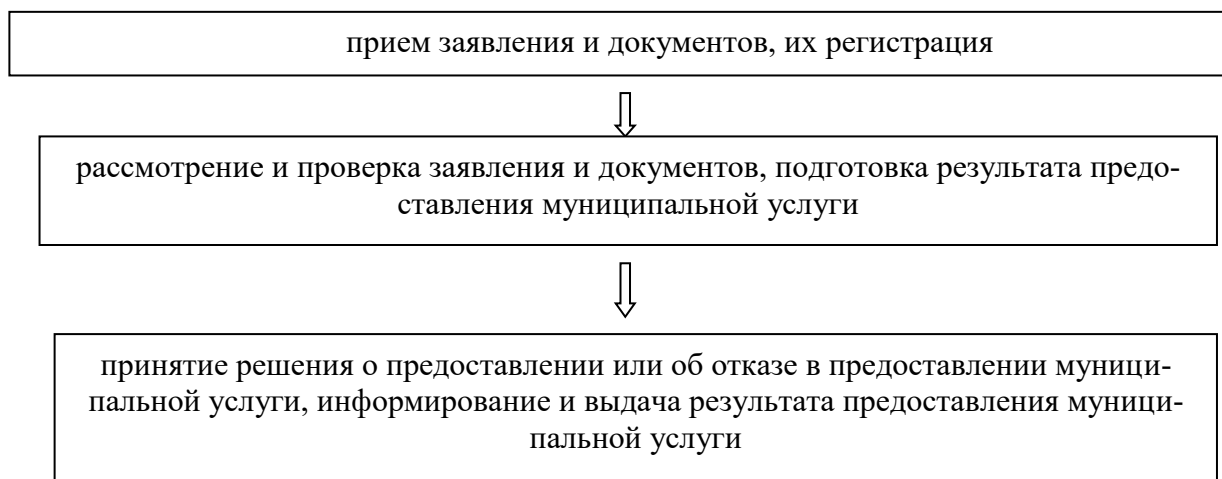 прием заявления и документов, их регистрация
рассмотрение и проверка заявления и документов, подготовка результата предо-
ставления муниципальной услуги
принятие решения о предоставлении или об отказе в предоставлении муници-
пальной услуги, информирование и выдача результата предоставления муници-
пальной услуги